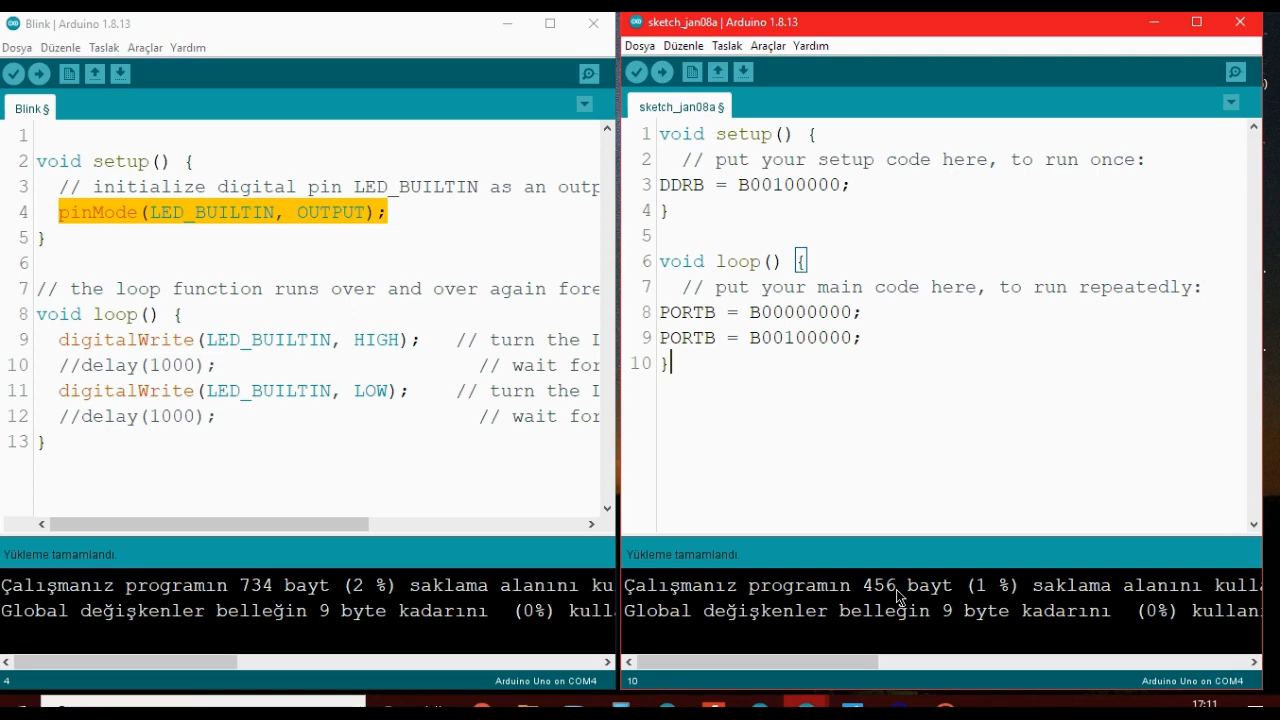 Blink | Arduino 1.8.13
Dosya Düzenle Taslak Araçlar Yardım
Blink §
1
2 void setup() {
3 // initialize digital pin LED_BUILTIN as an outp
4 pinMode(LED_BUILTIN, OUTPUT);
5 }
6
7 // the loop function runs over and over again fore
8 void loop() {
9 digitalWrite(LED_BUILTIN, HIGH); // turn the
10 //delay(1000); // wait for
11 digitalWrite(LED_BUILTIN, LOW); // turn the
12 //delay(1000); // wait for
13 }
Yükleme tamamlandı.
Çalışmanız programın 734 bayt (2 %) saklama alanını ku
Global değişkenler belleğin 9 byte kadarını (0%) kull
4 Arduino Uno on COM4
sketch_jan08a | Arduino 1.8.13
Dosya Düzenle Taslak Araçlar Yardım
sketch_jan08a §
1 void setup() {
2 // put your setup code here, to run once:
3 DDRB = B00100000;
4 }
5
6 void loop() {
7 // put your main code here, to run repeatedly:
8 PORTB = B00000000;
9 PORTB = B00100000;
10 }
Yükleme tamamlandı.
Çalışmanız programın 456 bayt (1 %) saklama alanını kull
Global değişkenler belleğin 9 byte kadarını (0%) kullan
10 Arduino Uno on COM4
17:11